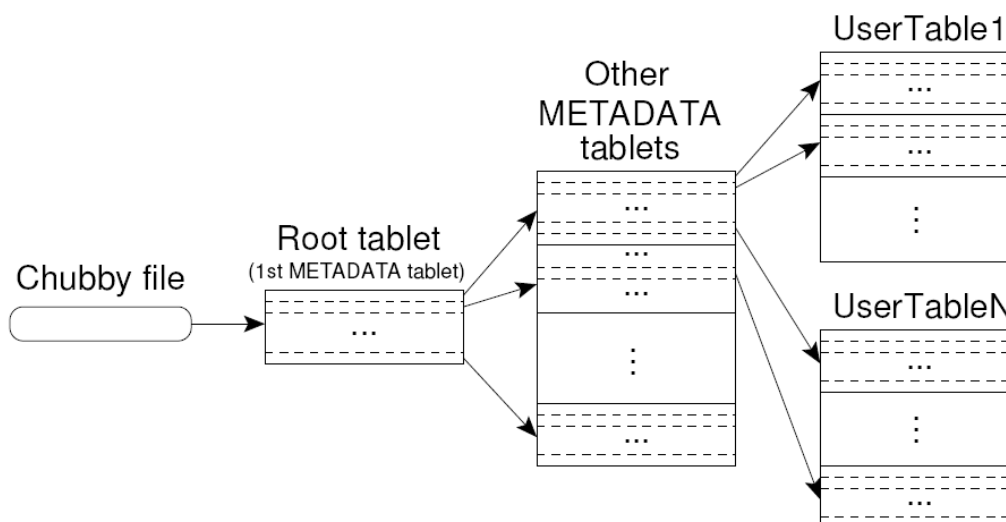 UserTable1
Other
METADATA
tablets
...
...
...
...
...
Root tablet
(1st METADATA tablet)
...
Chubby file
...
UserTableN
...
...